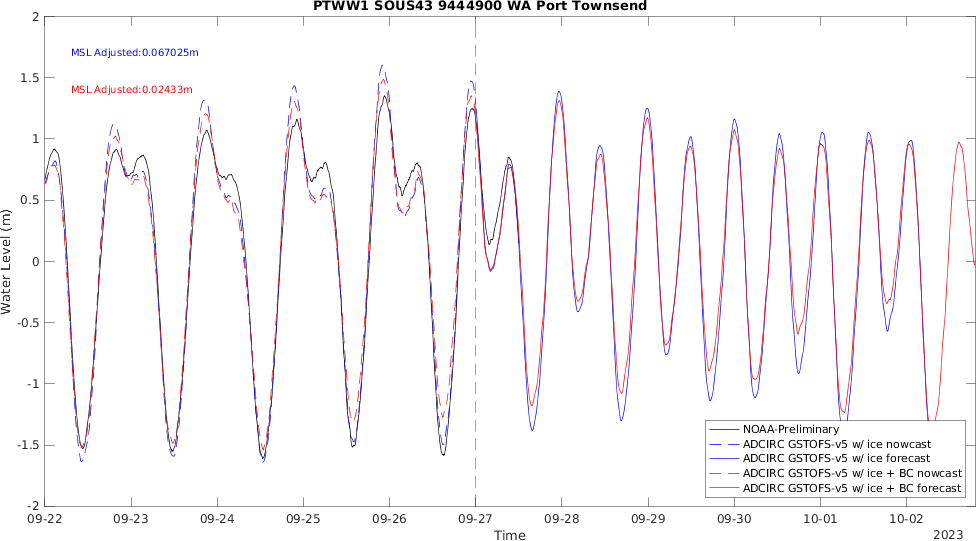 PTWW1 SOUS43 9444900 WA Port Townsend
2
1.5
1
0.5
0
-0.5
-1
-1.5
-2
Water Level (m)
MSL Adjusted:0.067025m
MSL Adjusted:0.02433m
NOAA-Preliminary
ADCIRC GSTOFS-v5 w/ ice nowcast
ADCIRC GSTOFS-v5 w/ ice forecast
ADCIRC GSTOFS-v5 w/ ice + BC nowcast
ADCIRC GSTOFS-v5 w/ ice + BC forecast
09-22 09-23 09-24 09-25 09-26 09-27 09-28 09-29 09-30 10-01 10-02
Time
2023